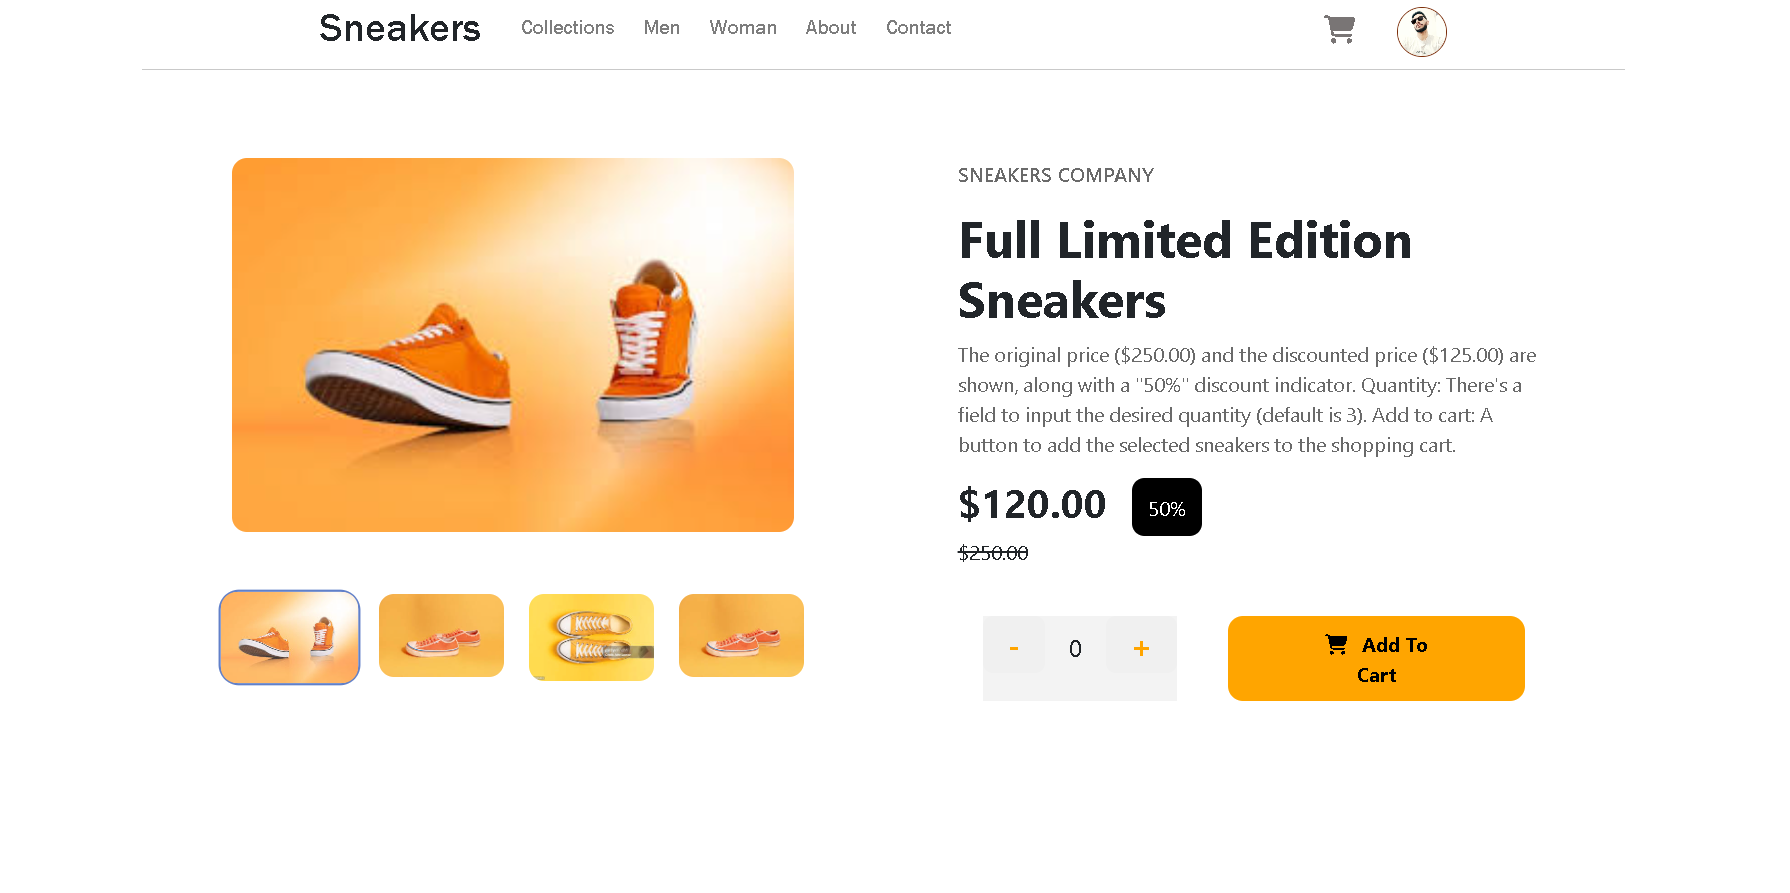 Sneakers Collections Men Woman About Contact
SNEAKERS COMPANY
Full Limited Edition
Sneakers
The original price ($250.00) and the discounted price ($125.00) are
shown, along with a "50%" discount indicator. Quantity: There's a
field to input the desired quantity (default is 3). Add to cart: A
button to add the selected sneakers to the shopping cart.
$120.00 50%
$250.00
- 0 + Add To
Cart